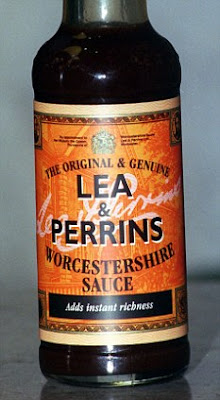 THE ORIGINAL & GENUINE
LEA
&
PERRINS
WORCESTERSHIRE
SAUCE
Adds instant richness